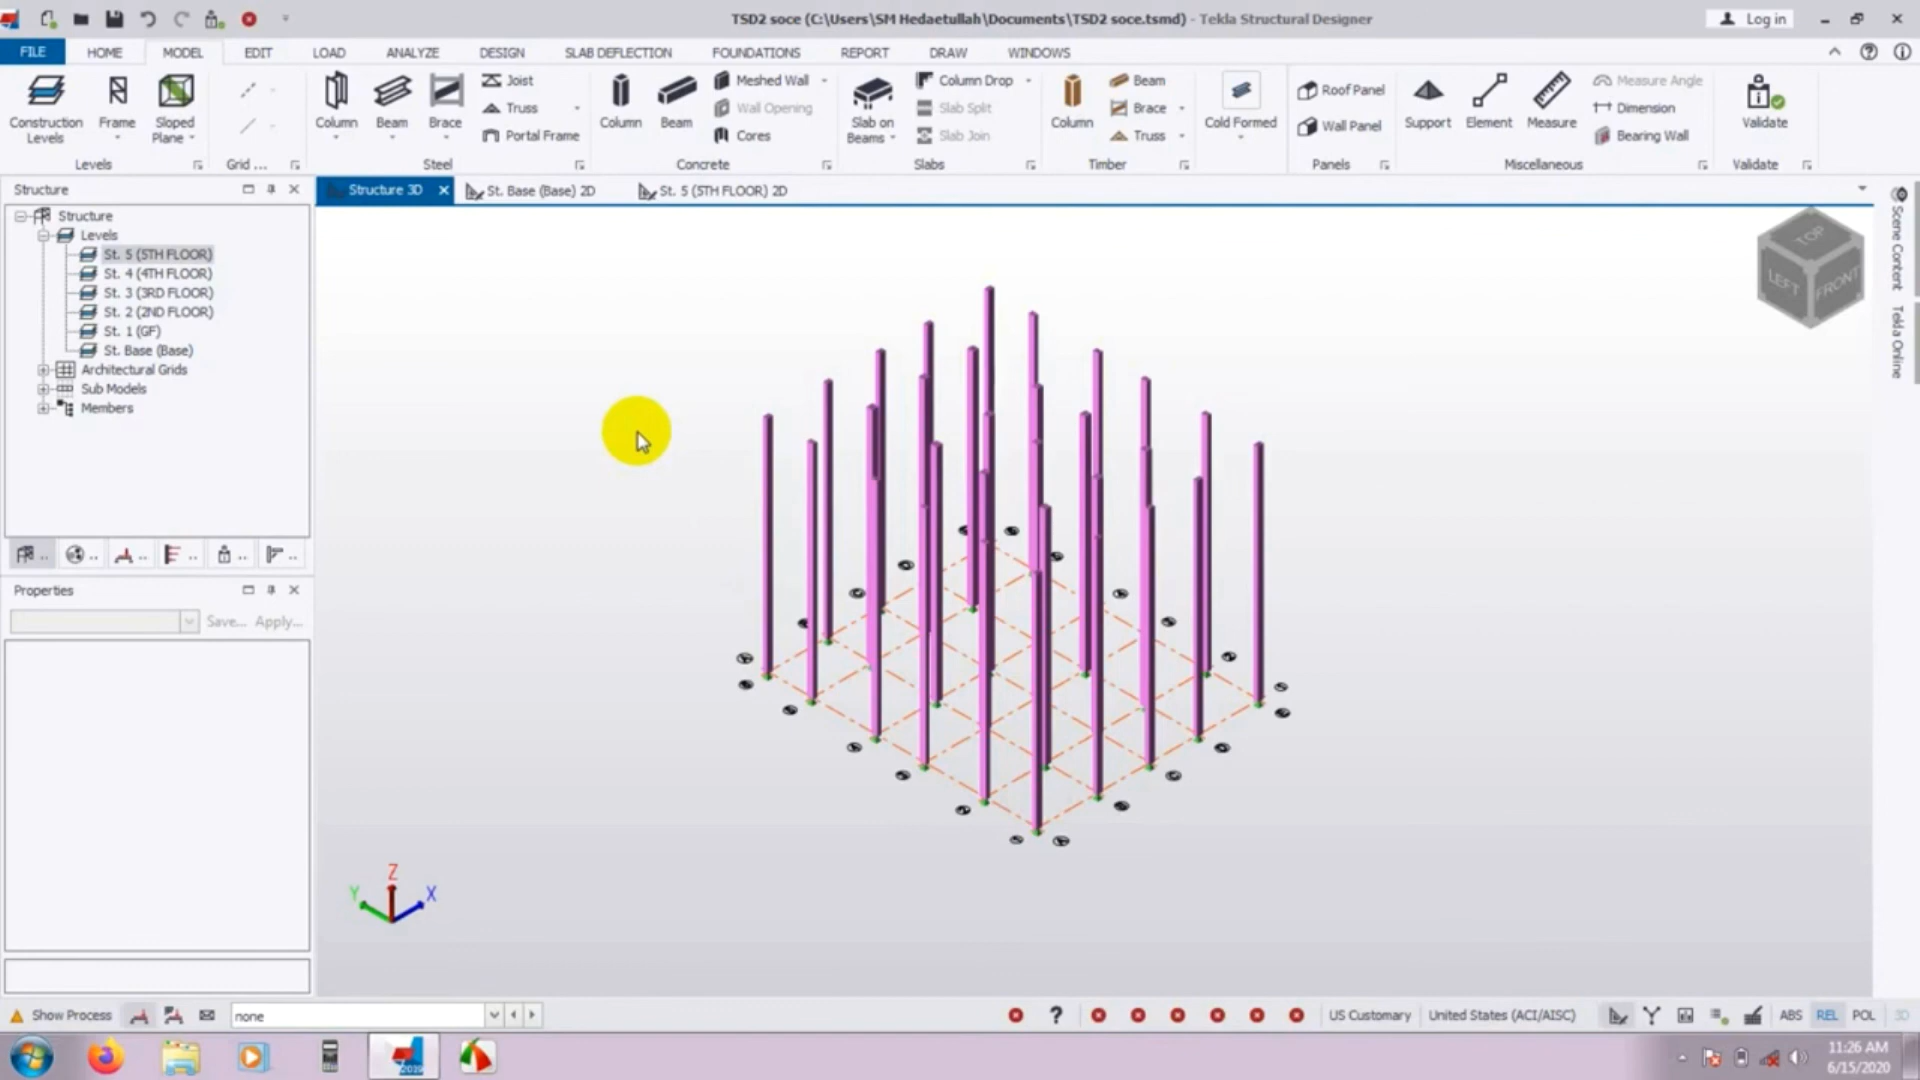 TSD2 soce (C:\Users\SM Hedaetullah\Documents\TSD2 soce.tsmd) - Tekla Structural Designer
Log in
FILE HOME MODEL EDIT LOAD ANALYZE DESIGN SLAB DEFLECTION FOUNDATIONS REPORT DRAW WINDOWS
Construction Levels
Frame
Sloped Plane
Levels
Grid ...
Column
Beam
Brace
Joist
Truss
Portal Frame
Steel
Column
Beam
Meshed Wall
Wall Opening
Cores
Concrete
Slab on Beams
Column Drop
Slab Split
Slab Join
Slabs
Column
Beam
Brace
Truss
Timber
Cold Formed
Roof Panel
Wall Panel
Panels
Support
Element
Measure
Measure Angle
Dimension
Bearing Wall
Miscellaneous
Validate
Validate
Structure
Structure 3D
St. Base (Base) 2D
St. 5 (5TH FLOOR) 2D
Structure
Levels
St. 5 (5TH FLOOR)
St. 4 (4TH FLOOR)
St. 3 (3RD FLOOR)
St. 2 (2ND FLOOR)
St. 1 (GF)
St. Base (Base)
Architectural Grids
Sub Models
Members
TOP
LEFT
FRONT
Scene Content
Tekla Online
Properties
Save... Apply...
Z
Y
X
Show Process
none
US Customary
United States (ACI/AISC)
ABS REL POL 3D
2019
11:26 AM
6/15/2020